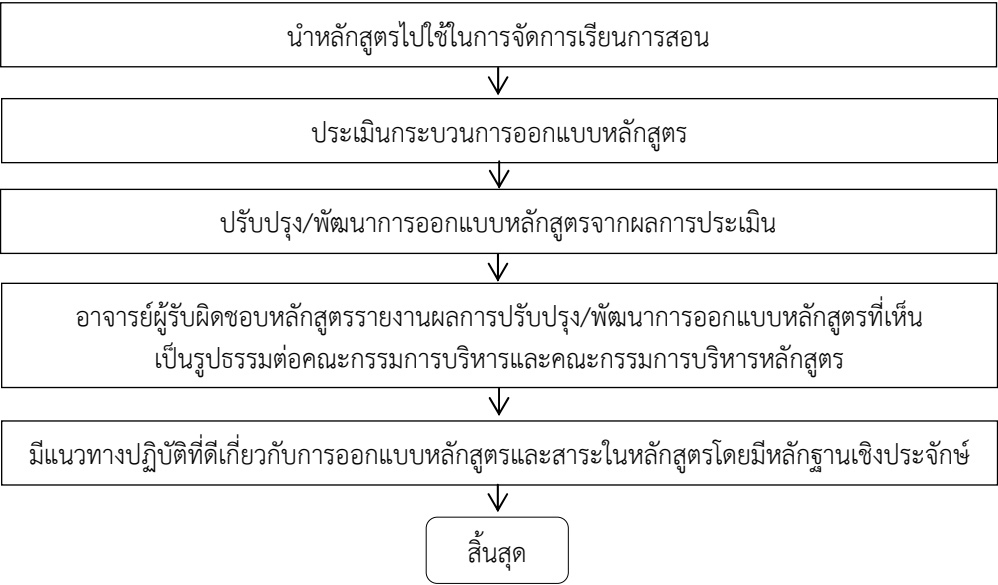 นำหลักสูตรไปใช้ในการจัดการเรียนการสอน
ประเมินกระบวนการออกแบบหลักสูตร
ปรับปรุง/พัฒนาการออกแบบหลักสูตรจากผลการประเมิน
อาจารย์ผู้รับผิดชอบหลักสูตรรายงานผลการปรับปรุง/พัฒนาการออกแบบหลักสูตรที่เห็น
เป็นรูปธรรมต่อคณะกรรมการบริหารและคณะกรรมการบริหารหลักสูตร
มีแนวทางปฏิบัติที่ดีเกี่ยวกับการออกแบบหลักสูตรและสาระในหลักสูตรโดยมีหลักฐานเชิงประจักษ์
สิ้นสุด